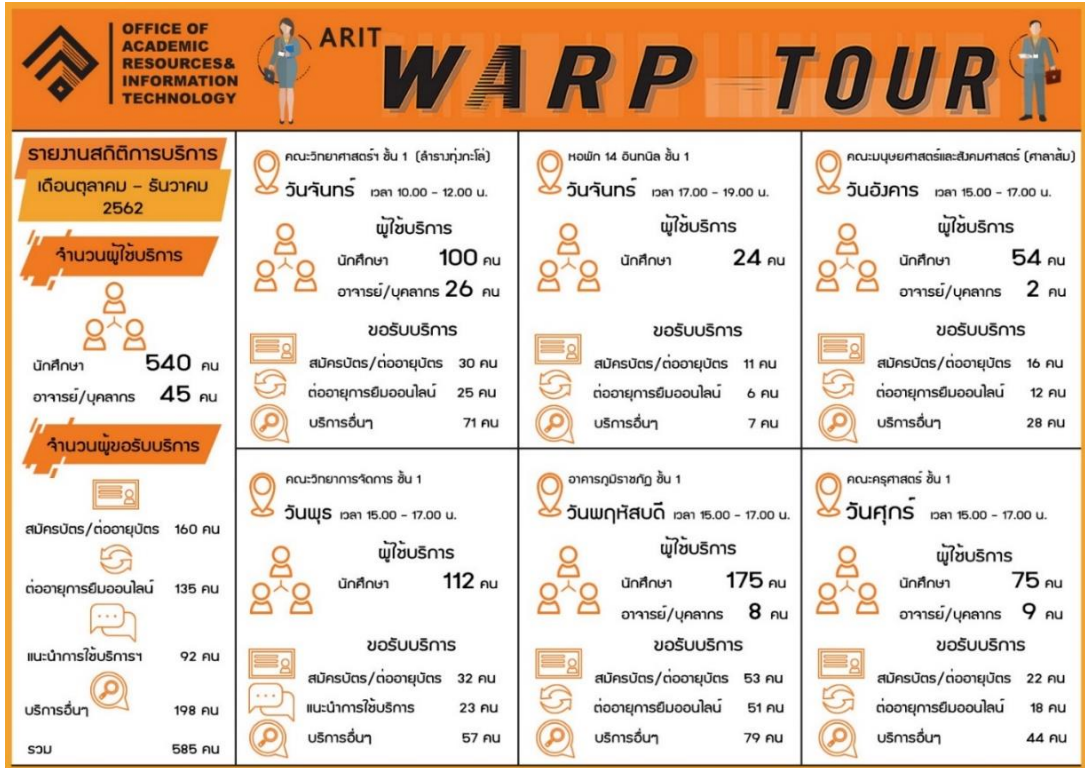 OFFICE OF
ACADEMIC
RESOURCES&
INFORMATION
TECHNOLOGY
ARIT
WARP TOUR
รายงานสถิติการบริการ
เดือนตุลาคม – ธันวาคม
2562
จำนวนผู้ใช้บริการ
นักศึกษา 540 คน
อาจารย์/บุคลากร 45 คน
จำนวนผู้ขอรับบริการ
สมัครบัตร/ต่ออายุบัตร 160 คน
ต่ออายุการยืมออนไลน์ 135 คน
แนะนำการใช้บริการฯ 92 คน
บริการอื่นๆ 198 คน
รวม 585 คน
คณะวิทยาศาสตร์ฯ ชั้น 1 (ลำรางทุ่งกะโล่)
วันจันทร์ เวลา 10.00 – 12.00 น.
ผู้ใช้บริการ
นักศึกษา 100 คน
อาจารย์/บุคลากร 26 คน
ขอรับบริการ
สมัครบัตร/ต่ออายุบัตร 30 คน
ต่ออายุการยืมออนไลน์ 25 คน
บริการอื่นๆ 71 คน
หอพัก 14 อินทนิล ชั้น 1
วันจันทร์ เวลา 17.00 – 19.00 น.
ผู้ใช้บริการ
นักศึกษา 24 คน
ขอรับบริการ
สมัครบัตร/ต่ออายุบัตร 11 คน
ต่ออายุการยืมออนไลน์ 6 คน
บริการอื่นๆ 7 คน
คณะมนุษยศาสตร์และสังคมศาสตร์ (ศาลาส้ม)
วันอังคาร เวลา 15.00 – 17.00 น.
ผู้ใช้บริการ
นักศึกษา 54 คน
อาจารย์/บุคลากร 2 คน
ขอรับบริการ
สมัครบัตร/ต่ออายุบัตร 16 คน
ต่ออายุการยืมออนไลน์ 12 คน
บริการอื่นๆ 28 คน
คณะวิทยาการจัดการ ชั้น 1
วันพุธ เวลา 15.00 – 17.00 น.
ผู้ใช้บริการ
นักศึกษา 112 คน
ขอรับบริการ
สมัครบัตร/ต่ออายุบัตร 32 คน
แนะนำการใช้บริการ 23 คน
บริการอื่นๆ 57 คน
อาคารภูมิราชภัฏ ชั้น 1
วันพฤหัสบดี เวลา 15.00 – 17.00 น.
ผู้ใช้บริการ
นักศึกษา 175 คน
อาจารย์/บุคลากร 8 คน
ขอรับบริการ
สมัครบัตร/ต่ออายุบัตร 53 คน
ต่ออายุการยืมออนไลน์ 51 คน
บริการอื่นๆ 79 คน
คณะครุศาสตร์ ชั้น 1
วันศุกร์ เวลา 15.00 – 17.00 น.
ผู้ใช้บริการ
นักศึกษา 75 คน
อาจารย์/บุคลากร 9 คน
ขอรับบริการ
สมัครบัตร/ต่ออายุบัตร 22 คน
ต่ออายุการยืมออนไลน์ 18 คน
บริการอื่นๆ 44 คน